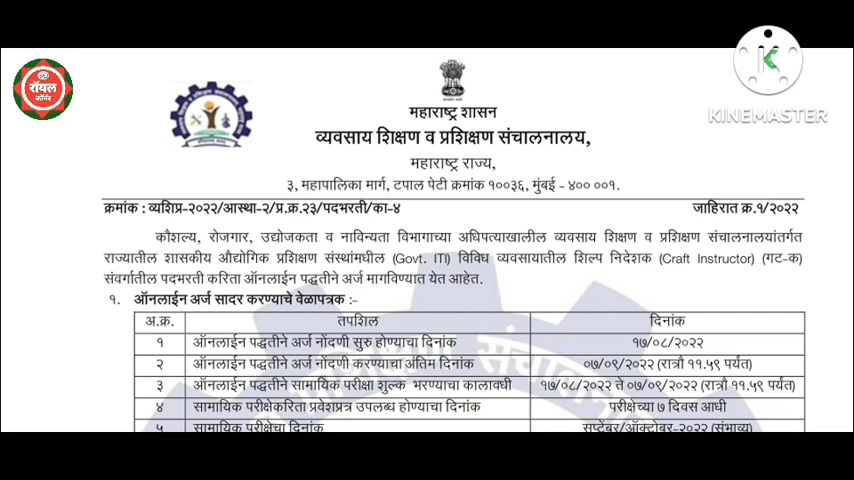 रॉयल
कॉर्नर
KINEMASTER
महाराष्ट्र शासन
व्यवसाय शिक्षण व प्रशिक्षण संचालनालय,
महाराष्ट्र राज्य,
३, महापालिका मार्ग, टपाल पेटी क्रमांक १००३६, मुंबई - ४०० ००१.
क्रमांक : व्यशिप्र-२०२२/आस्था-२/प्र.क्र.२३/पदभरती/का-४ जाहिरात क्र.१/२०२२
कौशल्य, रोजगार, उद्योजकता व नाविन्यता विभागाच्या अधिपत्याखालील व्यवसाय शिक्षण व प्रशिक्षण संचालनालयांतर्गत
राज्यातील शासकीय औद्योगिक प्रशिक्षण संस्थांमधील (Govt. ITI) विविध व्यवसायातील शिल्प निदेशक (Craft Instructor) (गट-क)
संवर्गातील पदभरती करिता ऑनलाईन पद्धतीने अर्ज मागविण्यात येत आहेत.
१. ऑनलाईन अर्ज सादर करण्याचे वेळापत्रक :-
अ.क्र. तपशिल दिनांक
१ ऑनलाईन पद्धतीने अर्ज नोंदणी सुरु होण्याचा दिनांक १७/०८/२०२२
२ ऑनलाईन पद्धतीने अर्ज नोंदणी करण्याचा अंतिम दिनांक ०७/०९/२०२२ (रात्रौ ११.५९ पर्यंत)
३ ऑनलाईन पद्धतीने सामायिक परीक्षा शुल्क भरण्याचा कालावधी १७/०८/२०२२ ते ०७/०९/२०२२ (रात्रौ ११.५९ पर्यंत)
४ सामायिक परीक्षेकरिता प्रवेशप्रत्र उपलब्ध होण्याचा दिनांक परीक्षेच्या ७ दिवस आधी
५ सामायिक परीक्षेचा दिनांक सप्टेंबर/ऑक्टोबर-२०२२ (संभाव्य)